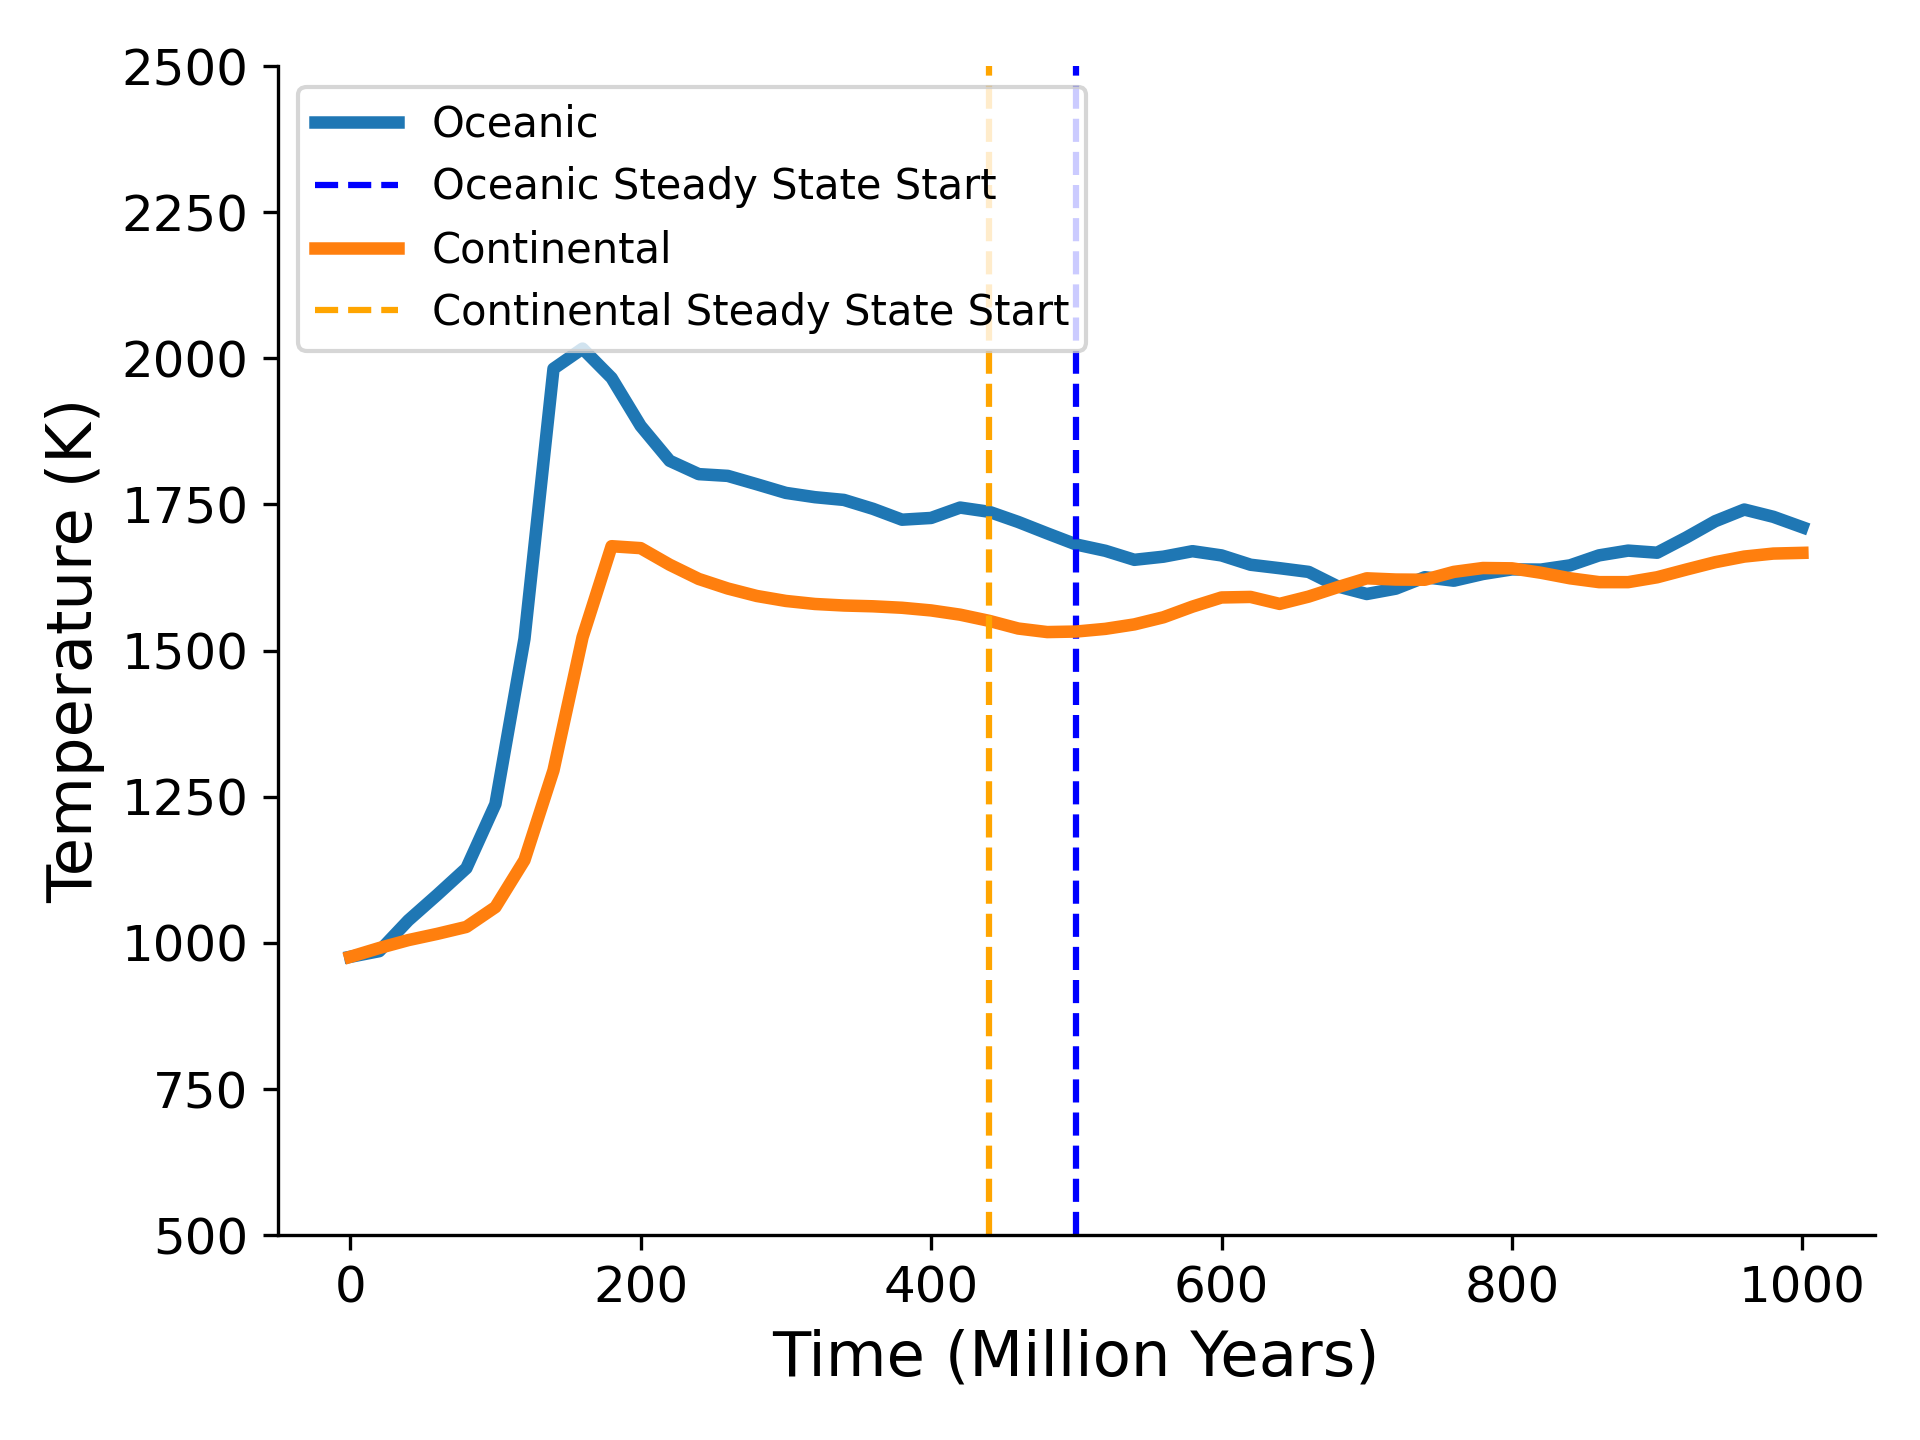 2500
2250
2000
1750
1500
1250
1000
750
500
Temperature (K)
Oceanic
Oceanic Steady State Start
Continental
Continental Steady State Start
0 200 400 600 800 1000
Time (Million Years)